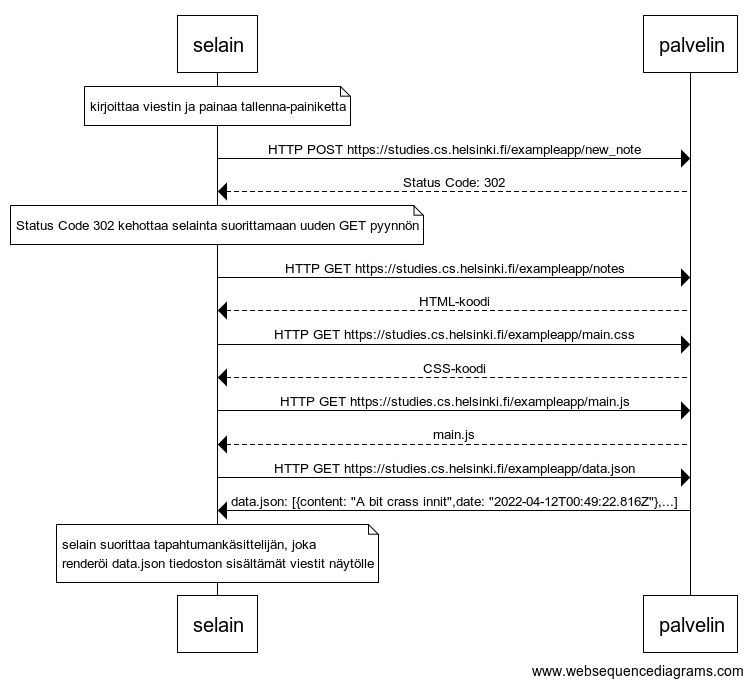 selain
palvelin
kirjoittaa viestin ja painaa tallenna-painiketta
HTTP POST https://studies.cs.helsinki.fi/exampleapp/new_note
Status Code: 302
Status Code 302 kehottaa selainta suorittamaan uuden GET pyynnön
HTTP GET https://studies.cs.helsinki.fi/exampleapp/notes
HTML-koodi
HTTP GET https://studies.cs.helsinki.fi/exampleapp/main.css
CSS-koodi
HTTP GET https://studies.cs.helsinki.fi/exampleapp/main.js
main.js
HTTP GET https://studies.cs.helsinki.fi/exampleapp/data.json
data.json: [{content: "A bit crass innit",date: "2022-04-12T00:49:22.816Z"},...]
selain suorittaa tapahtumankäsittelijän, joka
renderöi data.json tiedoston sisältämät viestit näytölle
selain
palvelin
www.websequencediagrams.com